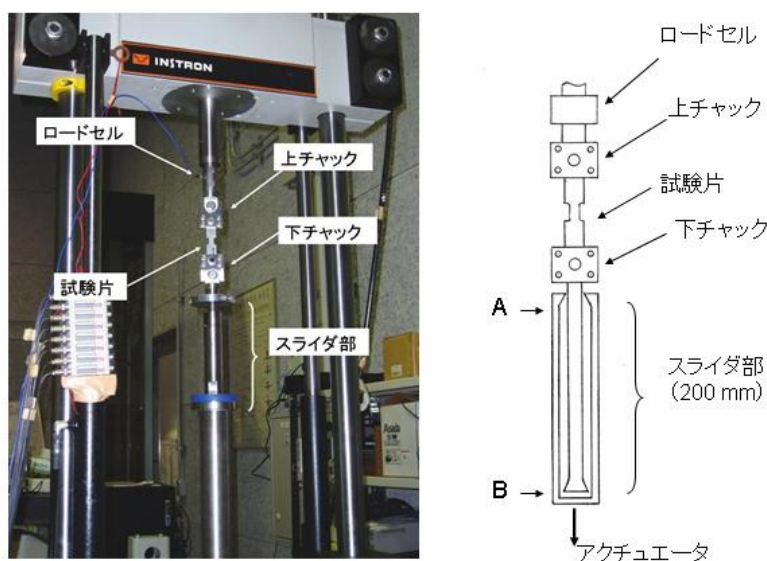 INSTRON
ロードセル
上チャック
下チャック
試験片
スライダ部
ロードセル
上チャック
試験片
下チャック
A
スライダ部
(200 mm)
B
アクチュエータ